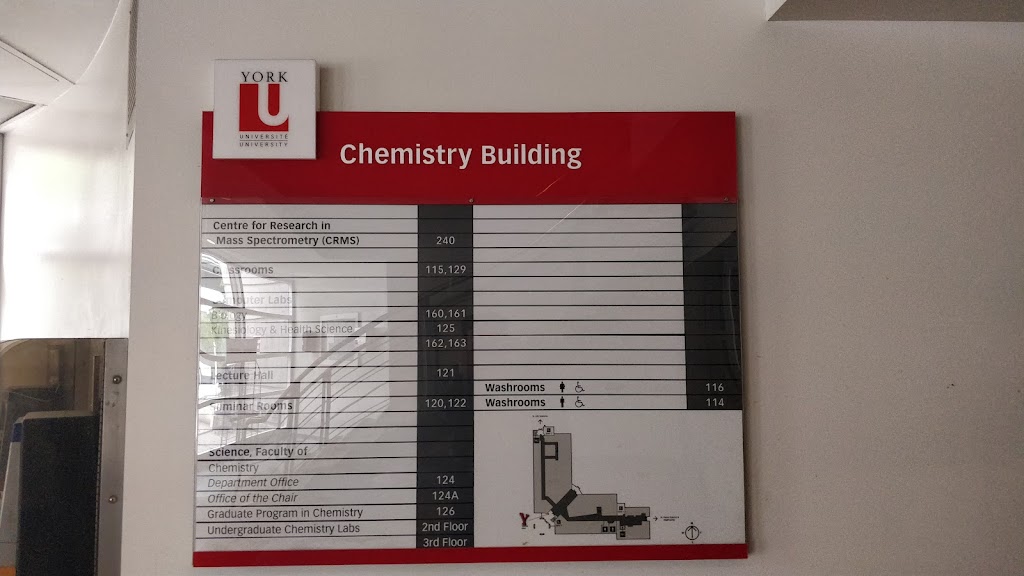 YORK
U
UNIVERSITÉ
UNIVERSITY
Chemistry Building
Centre for Research in
Mass Spectrometry (CRMS) 240
Classrooms 115,129
Computer Labs
Biology 160,161
Kinesiology & Health Science 125
162,163
Lecture Hall 121
Seminar Rooms 120,122
Science, Faculty of
Chemistry
Department Office 124
Office of the Chair 124A
Graduate Program in Chemistry 126
Undergraduate Chemistry Labs 2nd Floor
3rd Floor
Washrooms 116
Washrooms 114
Y
N